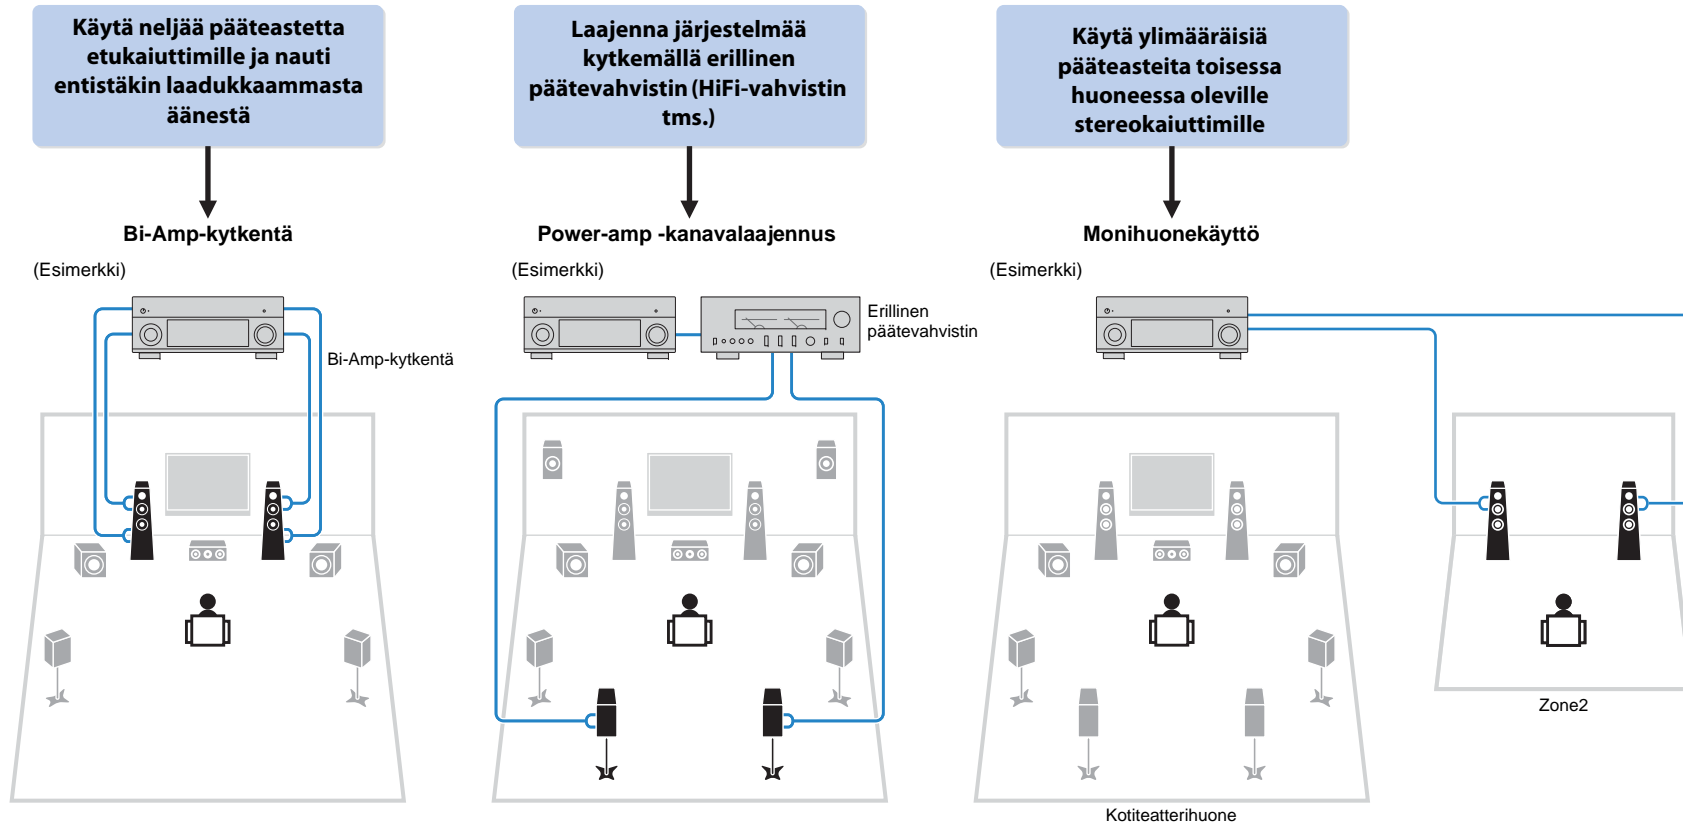 Käytä neljää pääteastetta
etukaiuttimille ja nauti
entistäkin laadukkaammasta
äänestä
Bi-Amp-kytkentä
(Esimerkki)
Bi-Amp-kytkentä
Laajenna järjestelmää
kytkemällä erillinen
päätevahvistin (HiFi-vahvistin
tms.)
Power-amp -kanavalaajennus
(Esimerkki)
Erillinen
päätevahvistin
Käytä ylimääräisiä
pääteasteita toisessa
huoneessa oleville
stereokaiuttimille
Monihuonekäyttö
(Esimerkki)
Zone2
Kotiteatterihuone